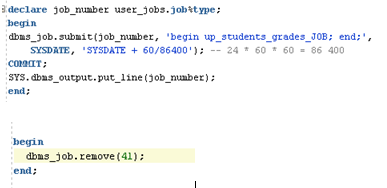 declare job_number user_jobs.job%type;
begin
dbms_job.submit(job_number, 'begin up_students_grades_JOB; end;',
SYSDATE, 'SYSDATE + 60/86400'); -- 24 * 60 * 60 = 86 400
COMMIT;
SYS.dbms_output.put_line(job_number);
end;
begin
dbms_job.remove(41);
end;